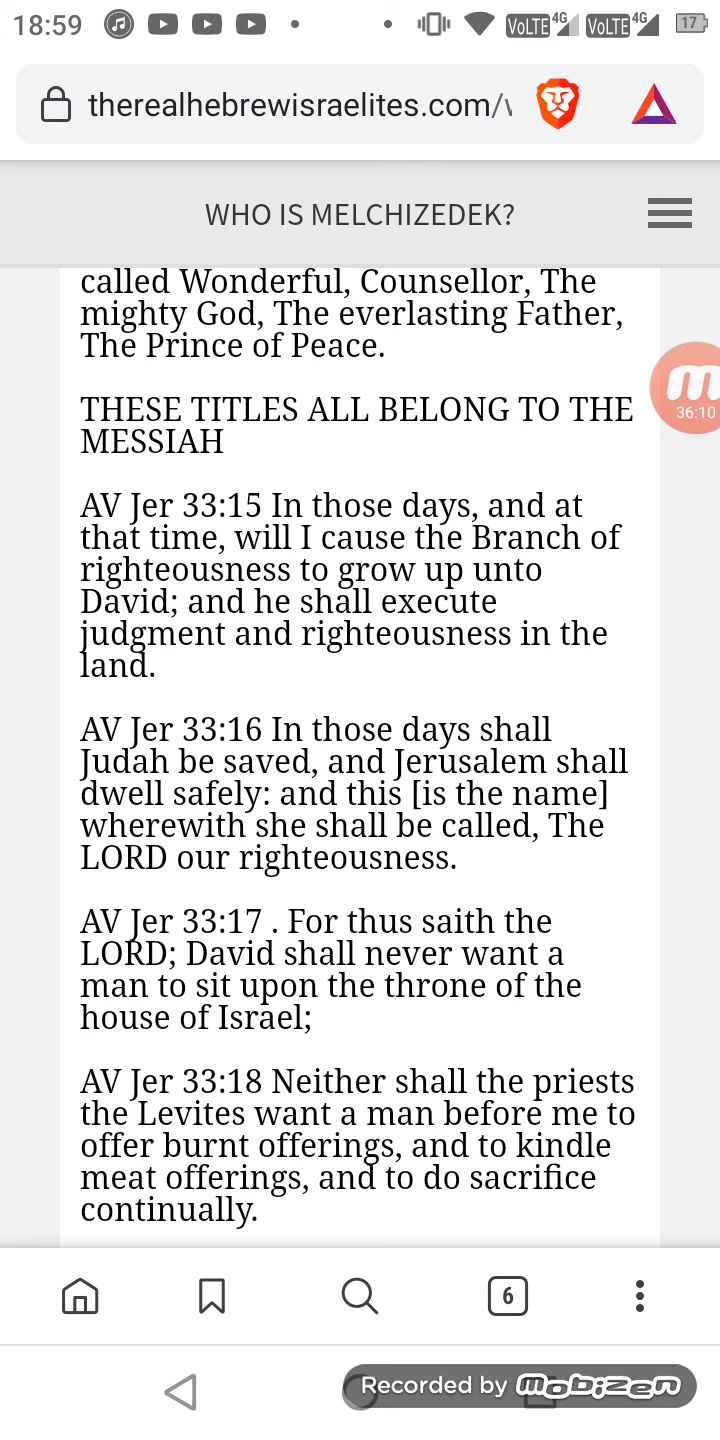 18:59
VoLTE 4G VoLTE 4G 17
therealhebrewisraelites.com/
WHO IS MELCHIZEDEK?
called Wonderful, Counsellor, The
mighty God, The everlasting Father,
The Prince of Peace.
THESE TITLES ALL BELONG TO THE
MESSIAH
36:10
AV Jer 33:15 In those days, and at
that time, will I cause the Branch of
righteousness to grow up unto
David; and he shall execute
judgment and righteousness in the
land.
AV Jer 33:16 In those days shall
Judah be saved, and Jerusalem shall
dwell safely: and this [is the name]
wherewith she shall be called, The
LORD our righteousness.
AV Jer 33:17 . For thus saith the
LORD; David shall never want a
man to sit upon the throne of the
house of Israel;
AV Jer 33:18 Neither shall the priests
the Levites want a man before me to
offer burnt offerings, and to kindle
meat offerings, and to do sacrifice
continually.
6
Recorded by mobizen